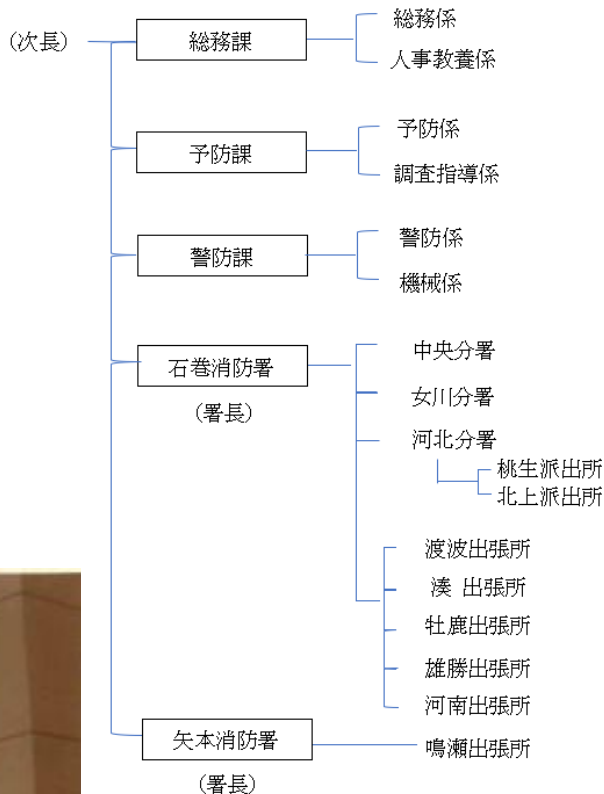 (次長)
総務課
総務係
人事教養係
予防課
予防係
調査指導係
警防課
警防係
機械係
石巻消防署
(署長)
中央分署
女川分署
河北分署
桃生派出所
北上派出所
渡波出張所
湊 出張所
牡鹿出張所
雄勝出張所
河南出張所
矢本消防署
(署長)
鳴瀬出張所